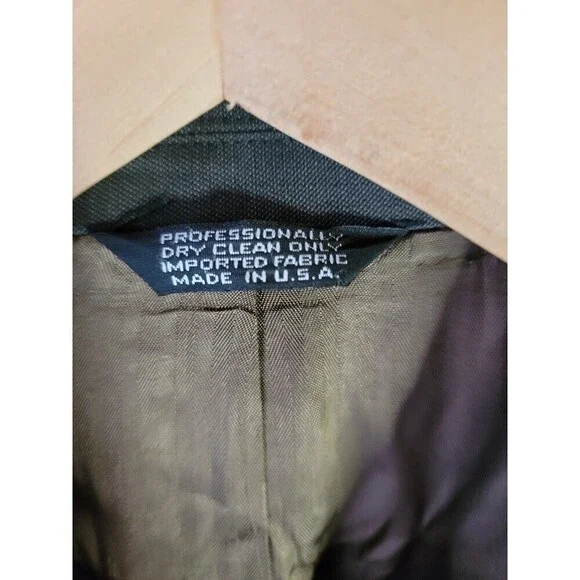 PROFESSIONALLY
DRY CLEAN ONLY
IMPORTED FABRIC
MADE IN U.S.A.